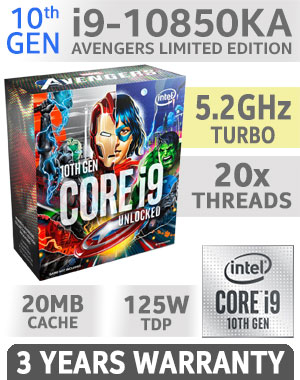 10th GEN
i9-10850KA
AVENGERS LIMITED EDITION
5.2GHz
TURBO
20x
THREADS
AVENGERS
intel
10TH GEN
CORE i9
UNLOCKED
20MB
CACHE
125W
TDP
intel
CORE i9
10TH GEN
3 YEARS WARRANTY